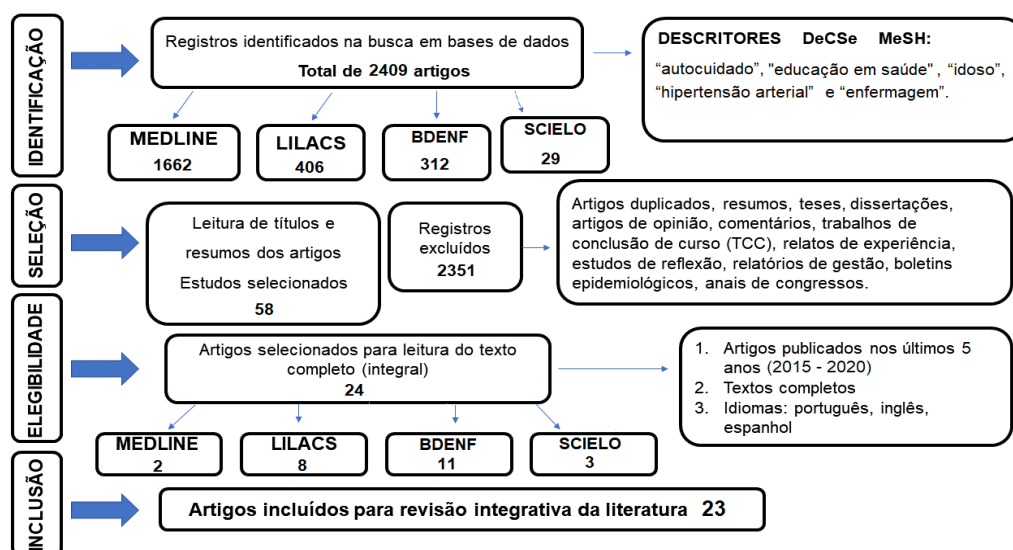 IDENTIFICAÇÃO
Registros identificados na busca em bases de dados
Total de 2409 artigos
DESCRITORES DeCSe MeSH:
“autocuidado”, "educação em saúde" , “idoso”,
“hipertensão arterial” e “enfermagem”.
MEDLINE
1662
LILACS
406
BDENF
312
SCIELO
29
SELEÇÃO
Leitura de títulos e
resumos dos artigos
Estudos selecionados
58
Registros
excluídos
2351
Artigos duplicados, resumos, teses, dissertações,
artigos de opinião, comentários, trabalhos de
conclusão de curso (TCC), relatos de experiência,
estudos de reflexão, relatórios de gestão, boletins
epidemiológicos, anais de congressos.
ELEGIBILIDADE
Artigos selecionados para leitura do texto
completo (integral)
24
1. Artigos publicados nos últimos 5
anos (2015 - 2020)
2. Textos completos
3. Idiomas: português, inglês,
espanhol
MEDLINE
2
LILACS
8
BDENF
11
SCIELO
3
INCLUSÃO
Artigos incluídos para revisão integrativa da literatura 23